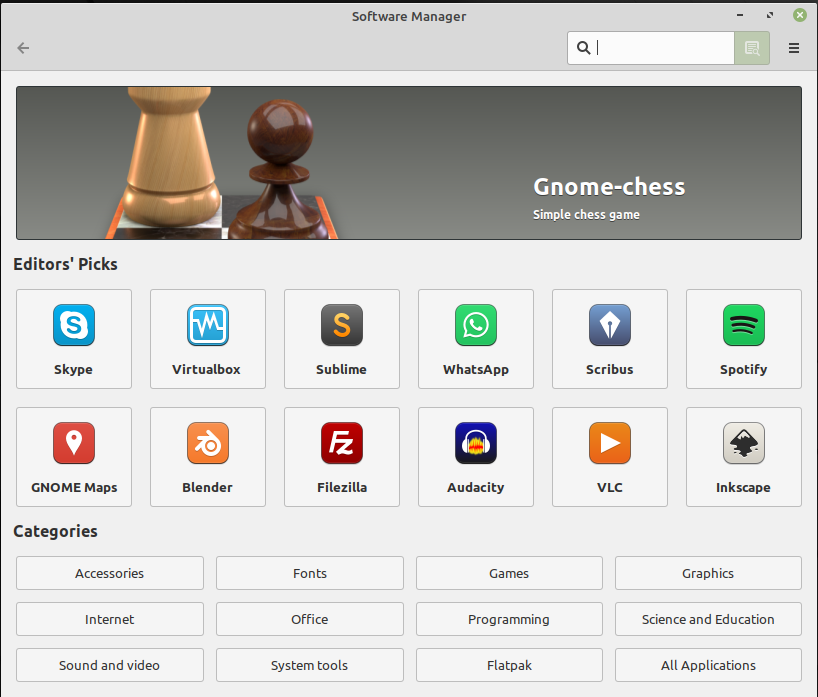 Software Manager
Gnome-chess
Simple chess game
Editors' Picks
Skype Virtualbox Sublime WhatsApp Scribus Spotify
GNOME Maps Blender Filezilla Audacity VLC Inkscape
Categories
Accessories Fonts Games Graphics
Internet Office Programming Science and Education
Sound and video System tools Flatpak All Applications